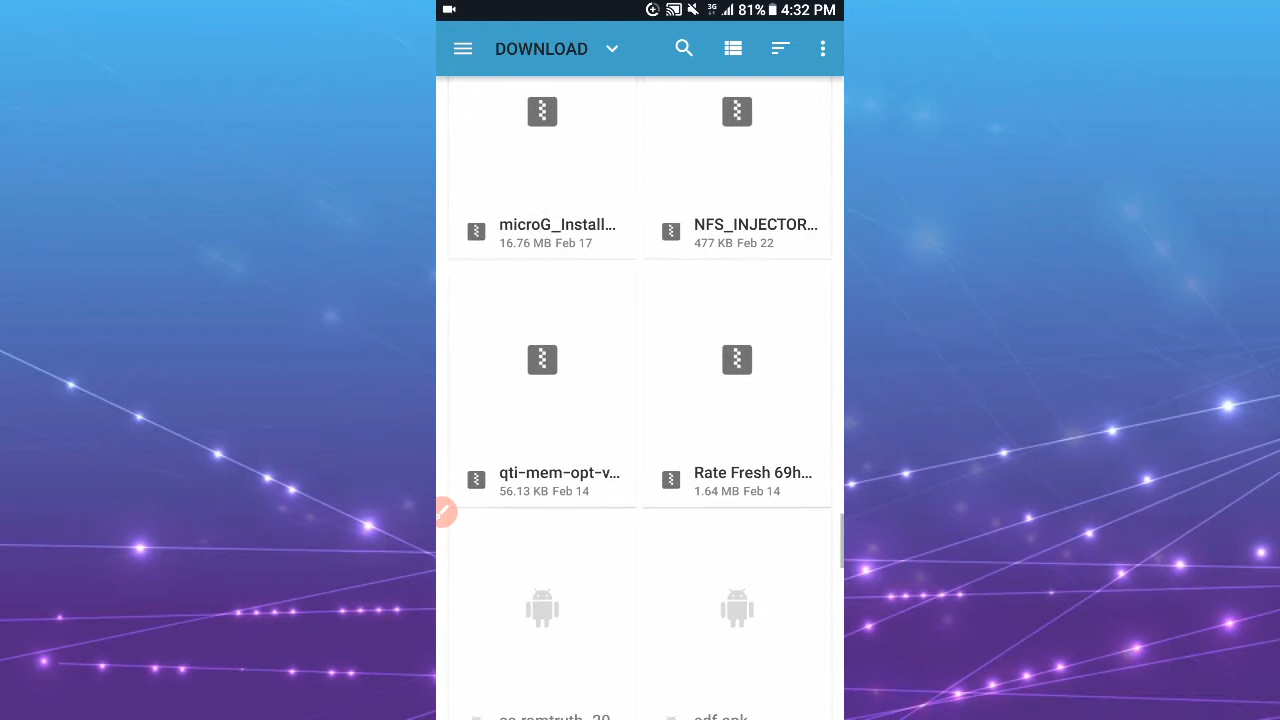 3G 81% 4:32 PM
DOWNLOAD
microG_Install...
16.76 MB Feb 17
NFS_INJECTOR...
477 KB Feb 22
qti-mem-opt-v...
56.13 KB Feb 14
Rate Fresh 69h...
1.64 MB Feb 14